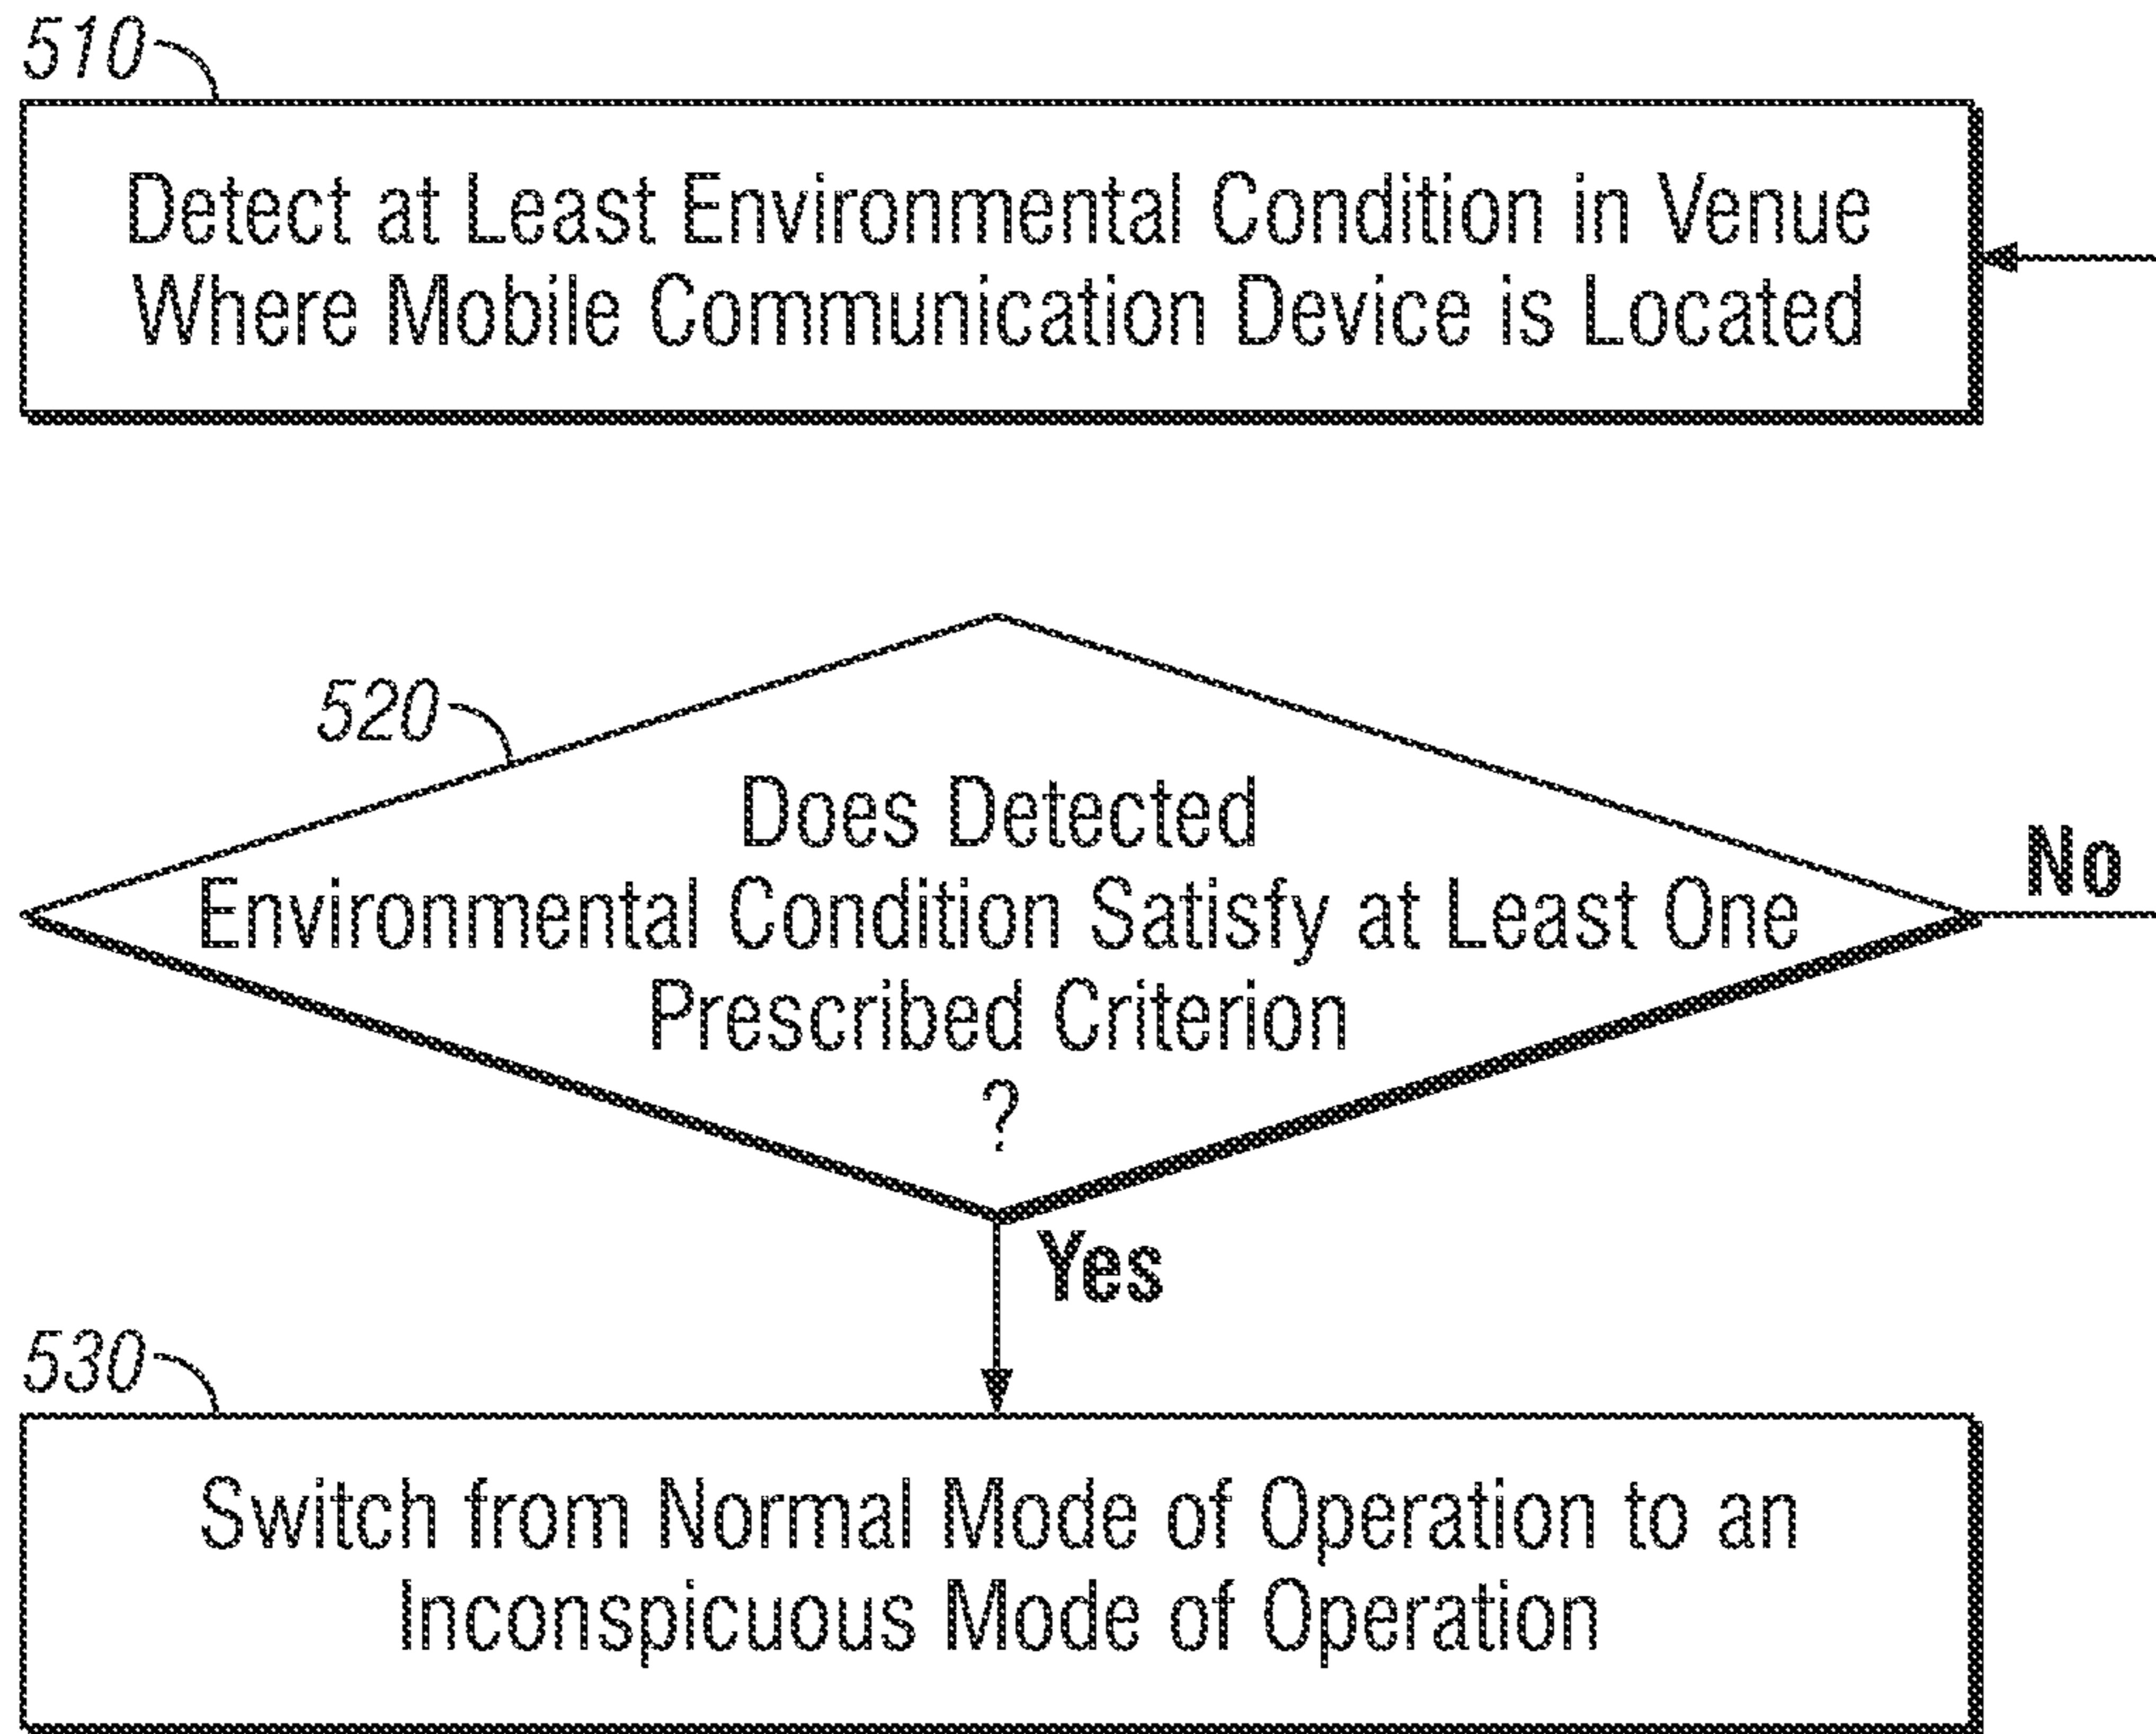 510
Detect at Least Environmental Condition in Venue
Where Mobile Communication Device is Located
520
Does Detected
Environmental Condition Satisfy at Least One
Prescribed Criterion
?
No
Yes
530
Switch from Normal Mode of Operation to an
Inconspicuous Mode of Operation